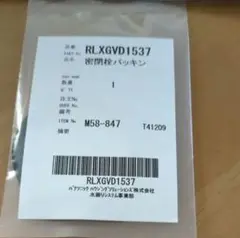 品番 RLXGVD1537
密閉栓パッキン
数量 1
M58-847
T41209
摘要
RLXGVD1537
パナソニック ハウジングソリューションズ株式会社
水廻りシステム事業部